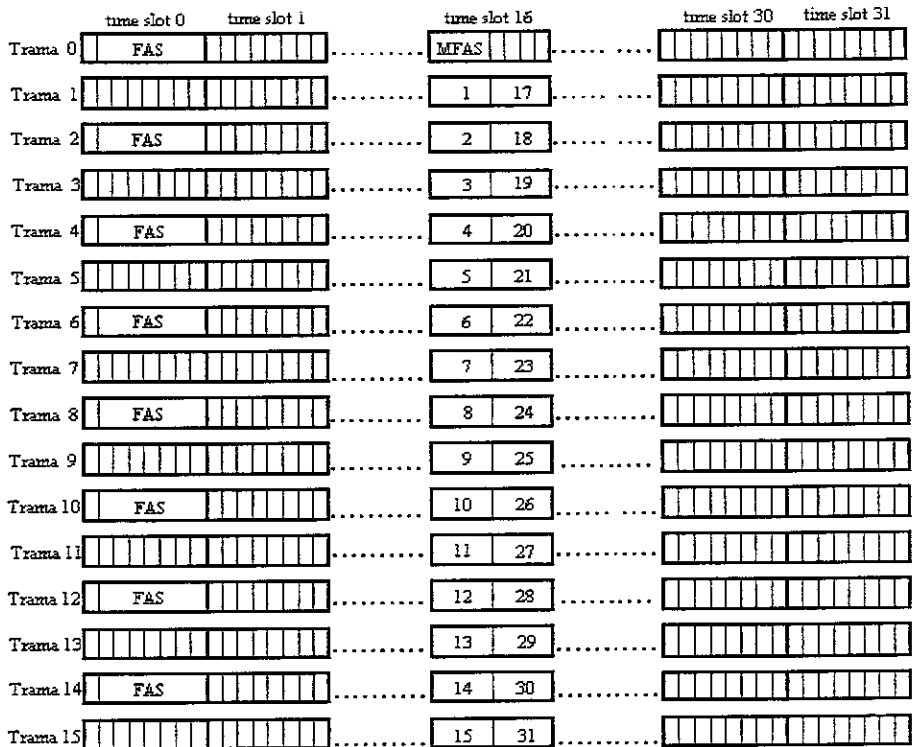 time slot 0 time slot 1 time slot 16 time slot 30 time slot 31
Trama 0 FAS MFAS
Trama 1 1 17
Trama 2 FAS 2 18
Trama 3 3 19
Trama 4 FAS 4 20
Trama 5 5 21
Trama 6 FAS 6 22
Trama 7 7 23
Trama 8 FAS 8 24
Trama 9 9 25
Trama 10 FAS 10 26
Trama 11 11 27
Trama 12 FAS 12 28
Trama 13 13 29
Trama 14 FAS 14 30
Trama 15 15 31